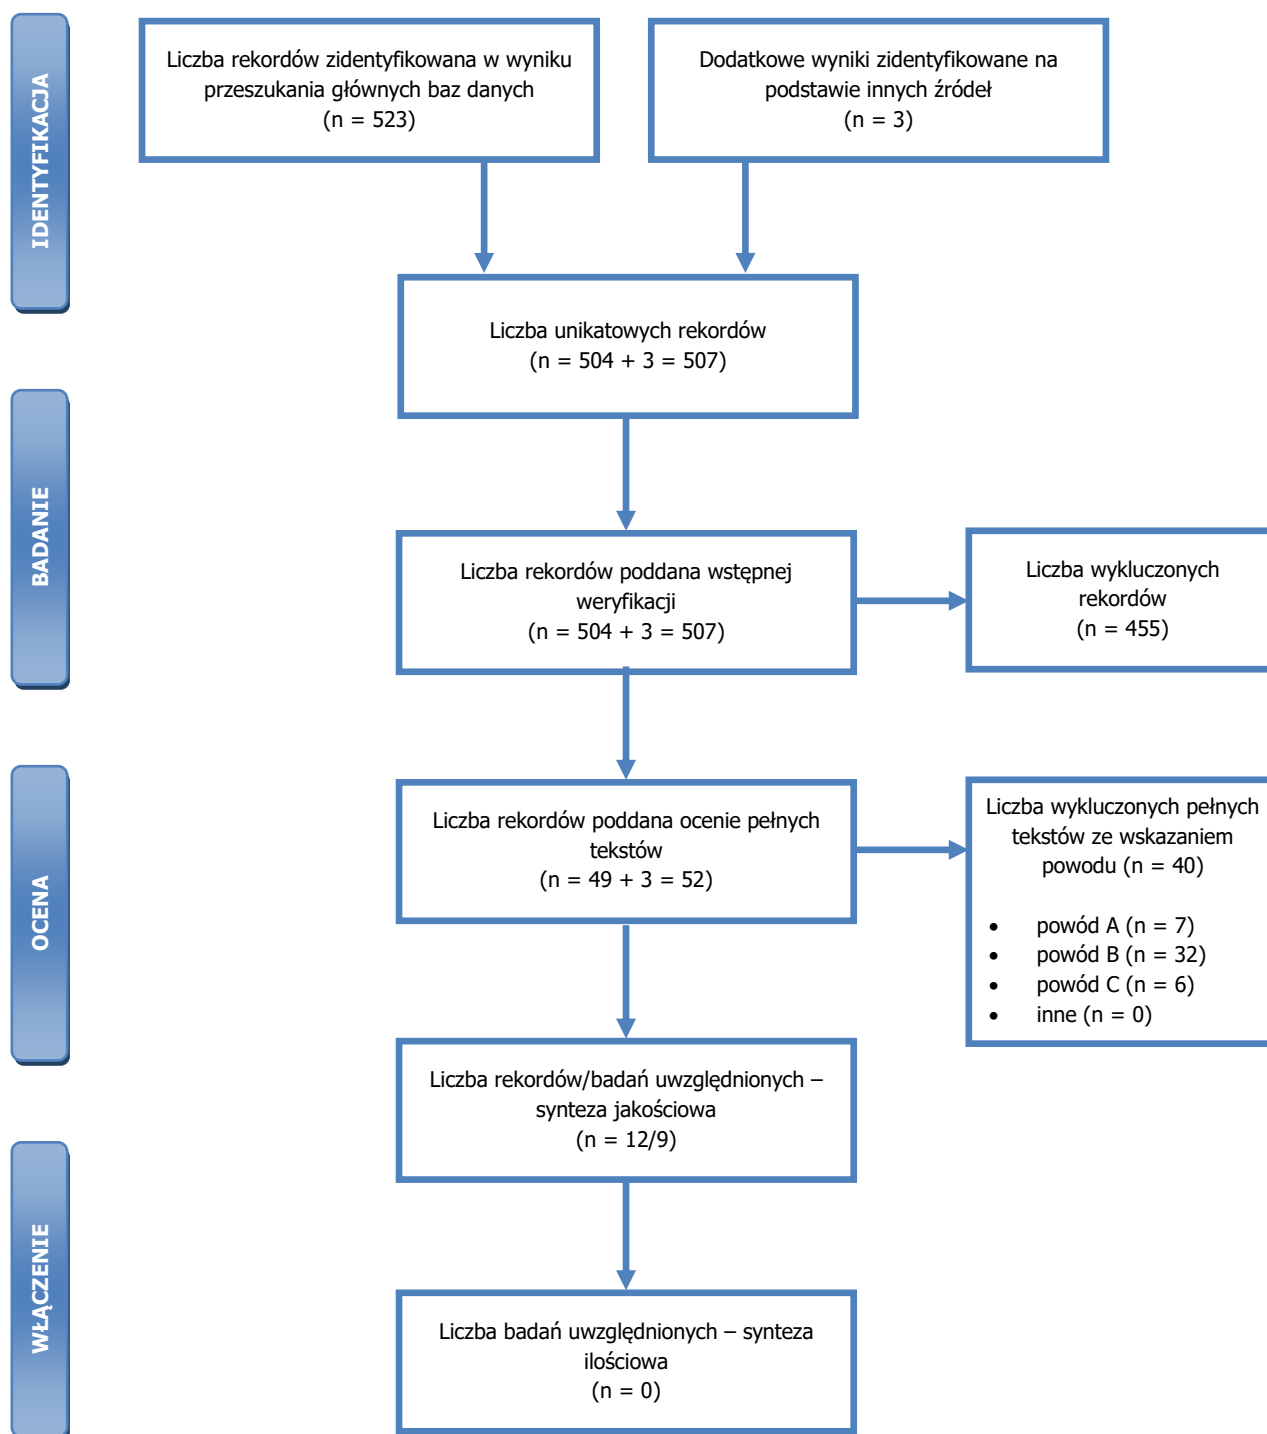 IDENTYFIKACJA
Liczba rekordów zidentyfikowana w wyniku
przeszukania głównych baz danych
(n = 523)
Dodatkowe wyniki zidentyfikowane na
podstawie innych źródeł
(n = 3)
Liczba unikatowych rekordów
(n = 504 + 3 = 507)
BADANIE
Liczba rekordów poddana wstępnej
weryfikacji
(n = 504 + 3 = 507)
Liczba wykluczonych
rekordów
(n = 455)
OCENA
Liczba rekordów poddana ocenie pełnych
tekstów
(n = 49 + 3 = 52)
Liczba wykluczonych pełnych
tekstów ze wskazaniem
powodu (n = 40)
• powód A (n = 7)
• powód B (n = 32)
• powód C (n = 6)
• inne (n = 0)
Liczba rekordów/badań uwzględnionych –
synteza jakościowa
(n = 12/9)
WŁĄCZENIE
Liczba badań uwzględnionych – synteza
ilościowa
(n = 0)